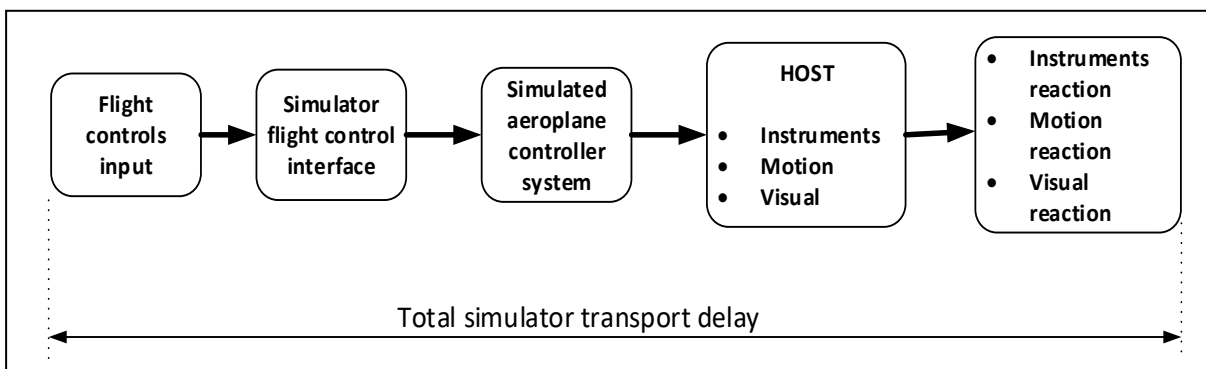 Flight
controls
input
Simulator
flight control
interface
Simulated
aeroplane
controller
system
HOST
• Instruments
• Motion
• Visual
• Instruments
reaction
• Motion
reaction
• Visual
reaction
Total simulator transport delay